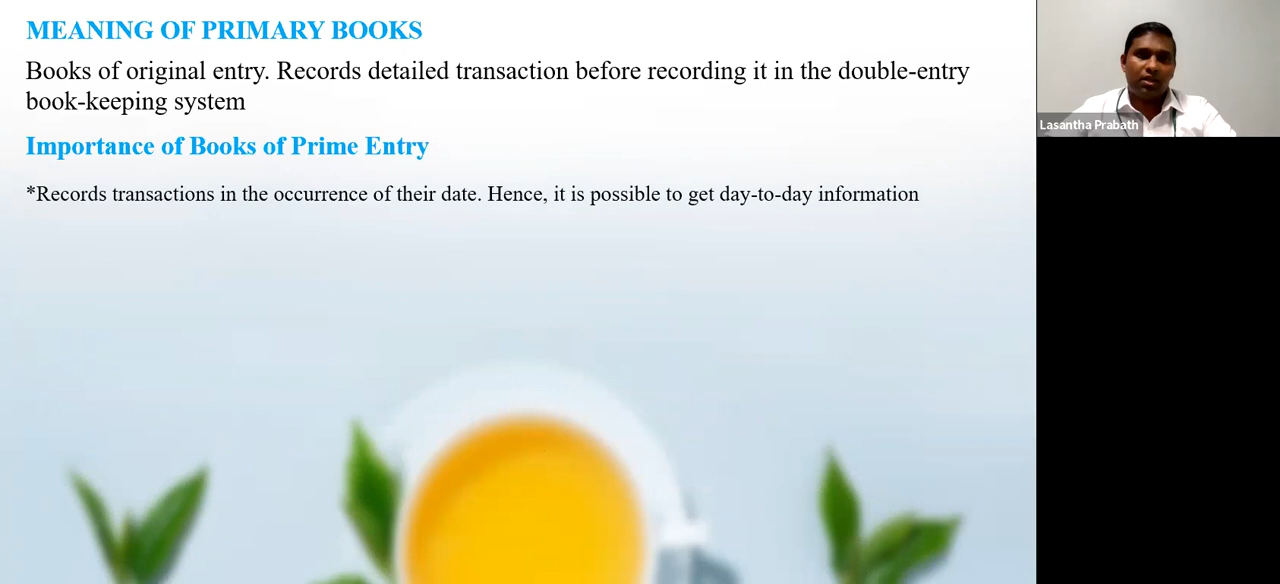 MEANING OF PRIMARY BOOKS
Books of original entry. Records detailed transaction before recording it in the double-entry
book-keeping system
Importance of Books of Prime Entry
*Records transactions in the occurrence of their date. Hence, it is possible to get day-to-day information
Lasantha Prabath